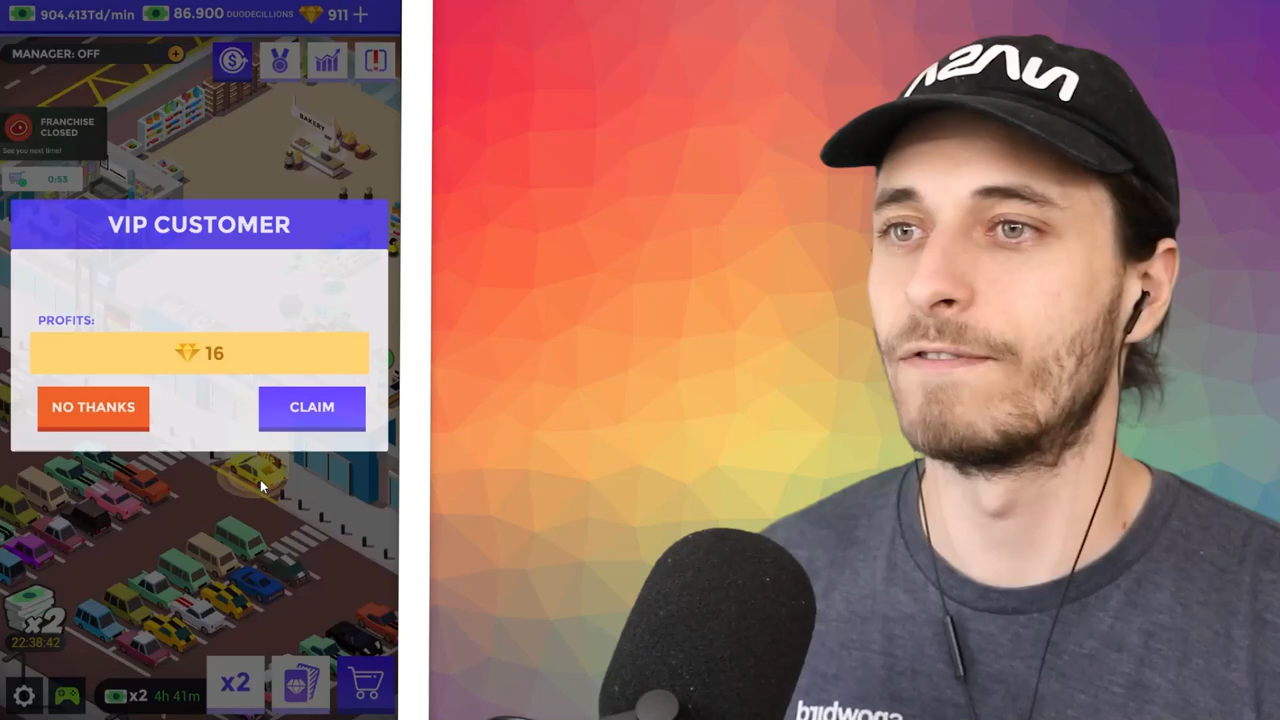 904.413Td/min 86.900 DUODECILLIONS 911
MANAGER: OFF
BAKERY
FRANCHISE
CLOSED
See you next time!
0:53
VIP CUSTOMER
PROFITS:
16
NO THANKS
CLAIM
x2
22:38:42
x2 4h 41m
x2
NASA